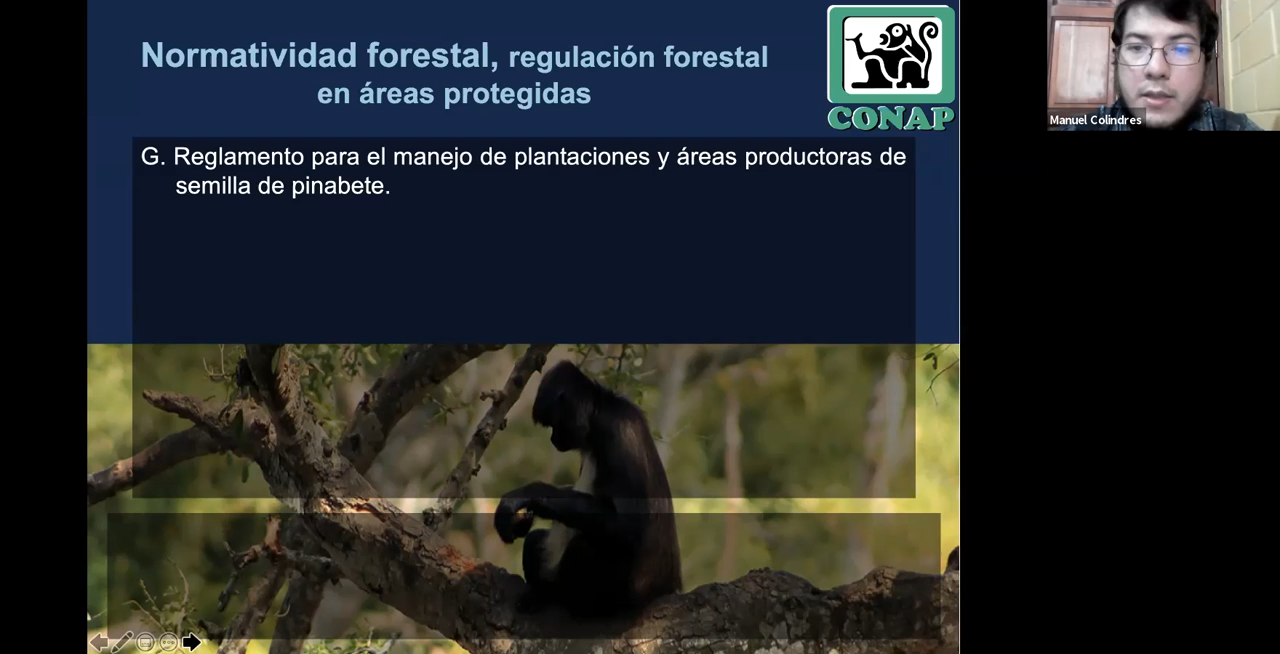 Normatividad forestal, regulación forestal
en áreas protegidas
CONAP
Manuel Colindres
G. Reglamento para el manejo de plantaciones y áreas productoras de
semilla de pinabete.